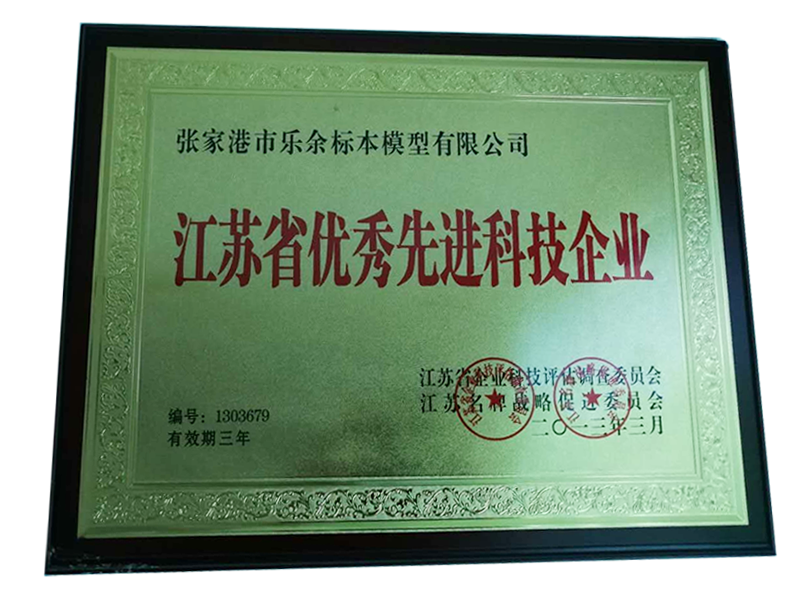 张家港市乐余标本模型有限公司
江苏省优秀先进科技企业
江苏省企业科技评估调查委员会
江苏名牌战略促进委员会
二〇一三年三月
编号：1303679
有效期三年